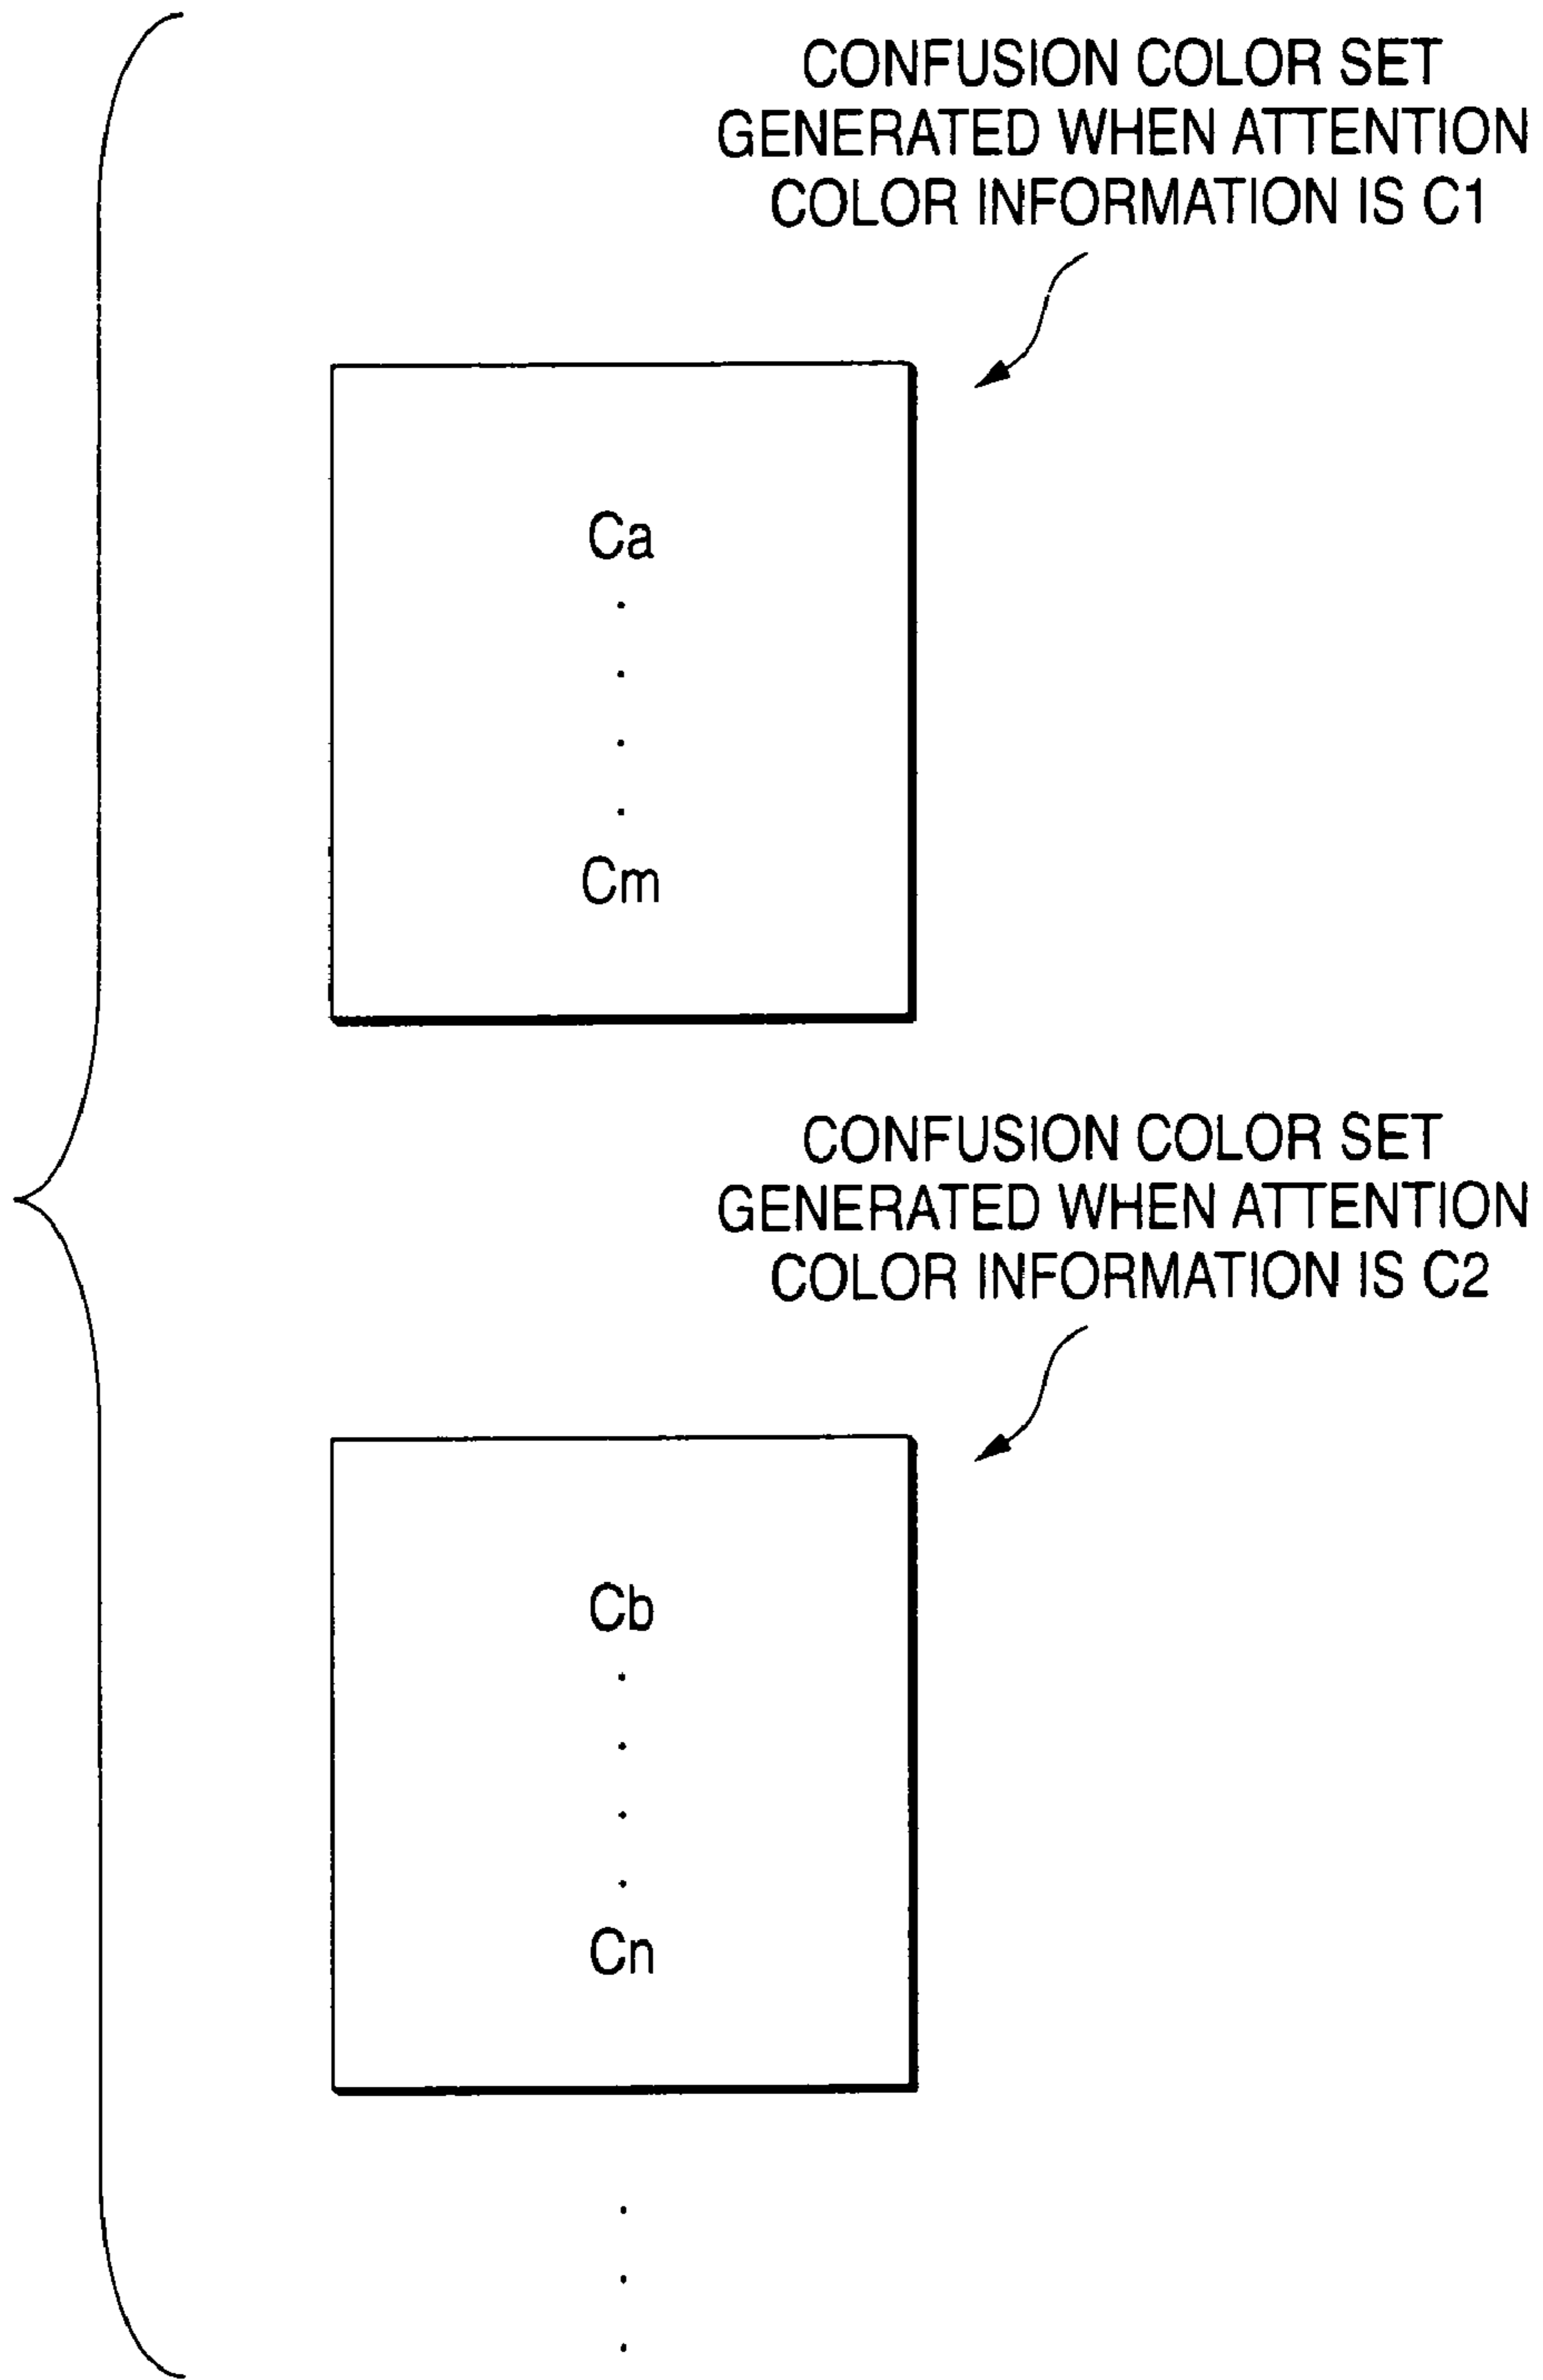 CONFUSION COLOR SET
GENERATED WHEN ATTENTION
COLOR INFORMATION IS C1
Ca
.
.
.
.
Cm
CONFUSION COLOR SET
GENERATED WHEN ATTENTION
COLOR INFORMATION IS C2
Cb
.
.
.
.
Cn
.
.
.